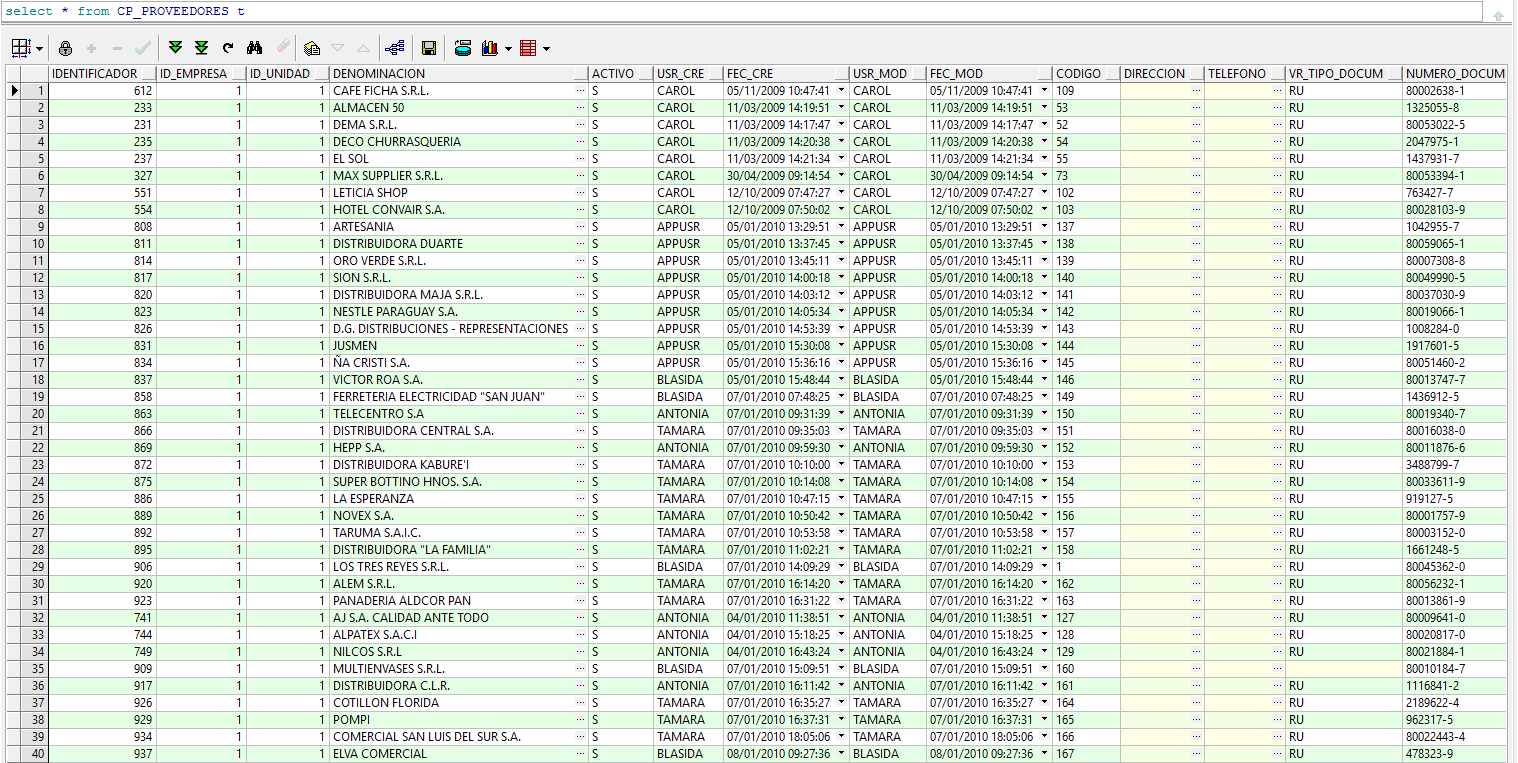 select * from CP_PROVEEDORES t
IDENTIFICADOR ID_EMPRESA ID_UNIDAD DENOMINACION ACTIVO USR_CRE FEC_CRE USR_MOD FEC_MOD CODIGO DIRECCION TELEFONO VR_TIPO_DOCUM NUMERO_DOCUM
1 612 1 1 CAFE FICHA S.R.L. ... S CAROL 05/11/2009 10:47:41 CAROL 05/11/2009 10:47:41 109 ... ... RU 80002638-1
2 233 1 1 ALMACEN 50 ... S CAROL 11/03/2009 14:19:51 CAROL 11/03/2009 14:19:51 53 ... ... RU 1325055-8
3 231 1 1 DEMA S.R.L. ... S CAROL 11/03/2009 14:17:47 CAROL 11/03/2009 14:17:47 52 ... ... RU 80053022-5
4 235 1 1 DECO CHURRASQUERIA ... S CAROL 11/03/2009 14:20:38 CAROL 11/03/2009 14:20:38 54 ... ... RU 2047975-1
5 237 1 1 EL SOL ... S CAROL 11/03/2009 14:21:34 CAROL 11/03/2009 14:21:34 55 ... ... RU 1437931-7
6 327 1 1 MAX SUPPLIER S.R.L. ... S CAROL 30/04/2009 09:14:54 CAROL 30/04/2009 09:14:54 73 ... ... RU 80053394-1
7 551 1 1 LETICIA SHOP ... S CAROL 12/10/2009 07:47:27 CAROL 12/10/2009 07:47:27 102 ... ... RU 763427-7
8 554 1 1 HOTEL CONVAIR S.A. ... S CAROL 12/10/2009 07:50:02 CAROL 12/10/2009 07:50:02 103 ... ... RU 80028103-9
9 808 1 1 ARTESANIA ... S APPUSR 05/01/2010 13:29:51 APPUSR 05/01/2010 13:29:51 137 ... ... RU 1042955-7
10 811 1 1 DISTRIBUIDORA DUARTE ... S APPUSR 05/01/2010 13:37:45 APPUSR 05/01/2010 13:37:45 138 ... ... RU 80059065-1
11 814 1 1 ORO VERDE S.R.L. ... S APPUSR 05/01/2010 13:45:11 APPUSR 05/01/2010 13:45:11 139 ... ... RU 80007308-8
12 817 1 1 SION S.R.L. ... S APPUSR 05/01/2010 14:00:18 APPUSR 05/01/2010 14:00:18 140 ... ... RU 80049990-5
13 820 1 1 DISTRIBUIDORA MAJA S.R.L. ... S APPUSR 05/01/2010 14:03:12 APPUSR 05/01/2010 14:03:12 141 ... ... RU 80037030-9
14 823 1 1 NESTLE PARAGUAY S.A. ... S APPUSR 05/01/2010 14:05:34 APPUSR 05/01/2010 14:05:34 142 ... ... RU 80019066-1
15 826 1 1 D.G. DISTRIBUCIONES - REPRESENTACIONES ... S APPUSR 05/01/2010 14:53:39 APPUSR 05/01/2010 14:53:39 143 ... ... RU 1008284-0
16 831 1 1 JUSMEN ... S APPUSR 05/01/2010 15:30:08 APPUSR 05/01/2010 15:30:08 144 ... ... RU 1917601-5
17 834 1 1 ÑA CRISTI S.A. ... S APPUSR 05/01/2010 15:36:16 APPUSR 05/01/2010 15:36:16 145 ... ... RU 80051460-2
18 837 1 1 VICTOR ROA S.A. ... S BLASIDA 05/01/2010 15:48:44 BLASIDA 05/01/2010 15:48:44 146 ... ... RU 80013747-7
19 858 1 1 FERRETERIA ELECTRICIDAD "SAN JUAN" ... S BLASIDA 07/01/2010 07:48:25 BLASIDA 07/01/2010 07:48:25 149 ... ... RU 1436912-5
20 863 1 1 TELECENTRO S.A ... S ANTONIA 07/01/2010 09:31:39 ANTONIA 07/01/2010 09:31:39 150 ... ... RU 80019340-7
21 866 1 1 DISTRIBUIDORA CENTRAL S.A. ... S TAMARA 07/01/2010 09:35:03 TAMARA 07/01/2010 09:35:03 151 ... ... RU 80016038-0
22 869 1 1 HEPP S.A. ... S ANTONIA 07/01/2010 09:59:30 ANTONIA 07/01/2010 09:59:30 152 ... ... RU 80011876-6
23 872 1 1 DISTRIBUIDORA KABURE'I ... S TAMARA 07/01/2010 10:10:00 TAMARA 07/01/2010 10:10:00 153 ... ... RU 3488799-7
24 875 1 1 SUPER BOTTINO HNOS. S.A. ... S TAMARA 07/01/2010 10:14:08 TAMARA 07/01/2010 10:14:08 154 ... ... RU 80033611-9
25 886 1 1 LA ESPERANZA ... S TAMARA 07/01/2010 10:47:15 TAMARA 07/01/2010 10:47:15 155 ... ... RU 919127-5
26 889 1 1 NOVEX S.A. ... S TAMARA 07/01/2010 10:50:42 TAMARA 07/01/2010 10:50:42 156 ... ... RU 80001757-9
27 892 1 1 TARUMA S.A.I.C. ... S TAMARA 07/01/2010 10:53:58 TAMARA 07/01/2010 10:53:58 157 ... ... RU 80003152-0
28 895 1 1 DISTRIBUIDORA "LA FAMILIA" ... S TAMARA 07/01/2010 11:02:21 TAMARA 07/01/2010 11:02:21 158 ... ... RU 1661248-5
29 906 1 1 LOS TRES REYES S.R.L. ... S BLASIDA 07/01/2010 14:09:29 BLASIDA 07/01/2010 14:09:29 1 ... ... RU 80045362-0
30 920 1 1 ALEM S.R.L. ... S TAMARA 07/01/2010 16:14:20 TAMARA 07/01/2010 16:14:20 162 ... ... RU 80056232-1
31 923 1 1 PANADERIA ALDCOR PAN ... S TAMARA 07/01/2010 16:31:22 TAMARA 07/01/2010 16:31:22 163 ... ... RU 80013861-9
32 741 1 1 AJ S.A. CALIDAD ANTE TODO ... S ANTONIA 04/01/2010 11:38:51 ANTONIA 04/01/2010 11:38:51 127 ... ... RU 80009641-0
33 744 1 1 ALPATEX S.A.C.I ... S ANTONIA 04/01/2010 15:18:25 ANTONIA 04/01/2010 15:18:25 128 ... ... RU 80020817-0
34 749 1 1 NILCOS S.R.L ... S ANTONIA 04/01/2010 16:43:24 ANTONIA 04/01/2010 16:43:24 129 ... ... RU 80021884-1
35 909 1 1 MULTIENVASES S.R.L. ... S BLASIDA 07/01/2010 15:09:51 BLASIDA 07/01/2010 15:09:51 160 ... ... 80010184-7
36 917 1 1 DISTRIBUIDORA C.L.R. ... S ANTONIA 07/01/2010 16:11:42 ANTONIA 07/01/2010 16:11:42 161 ... ... RU 1116841-2
37 926 1 1 COTILLON FLORIDA ... S TAMARA 07/01/2010 16:35:27 TAMARA 07/01/2010 16:35:27 164 ... ... RU 2189622-4
38 929 1 1 POMPI ... S TAMARA 07/01/2010 16:37:31 TAMARA 07/01/2010 16:37:31 165 ... ... RU 962317-5
39 934 1 1 COMERCIAL SAN LUIS DEL SUR S.A. ... S TAMARA 07/01/2010 18:05:06 TAMARA 07/01/2010 18:05:06 166 ... ... RU 80022443-4
40 937 1 1 ELVA COMERCIAL ... S BLASIDA 08/01/2010 09:27:36 BLASIDA 08/01/2010 09:27:36 167 ... ... RU 478323-9